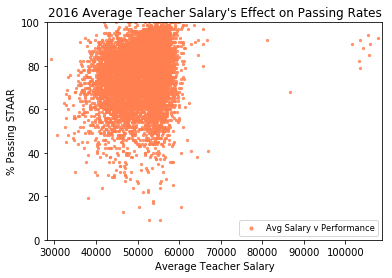 2016 Average Teacher Salary's Effect on Passing Rates
100
80
60
40
20
0
% Passing STAAR
30000 40000 50000 60000 70000 80000 90000 100000
Average Teacher Salary
Avg Salary v Performance